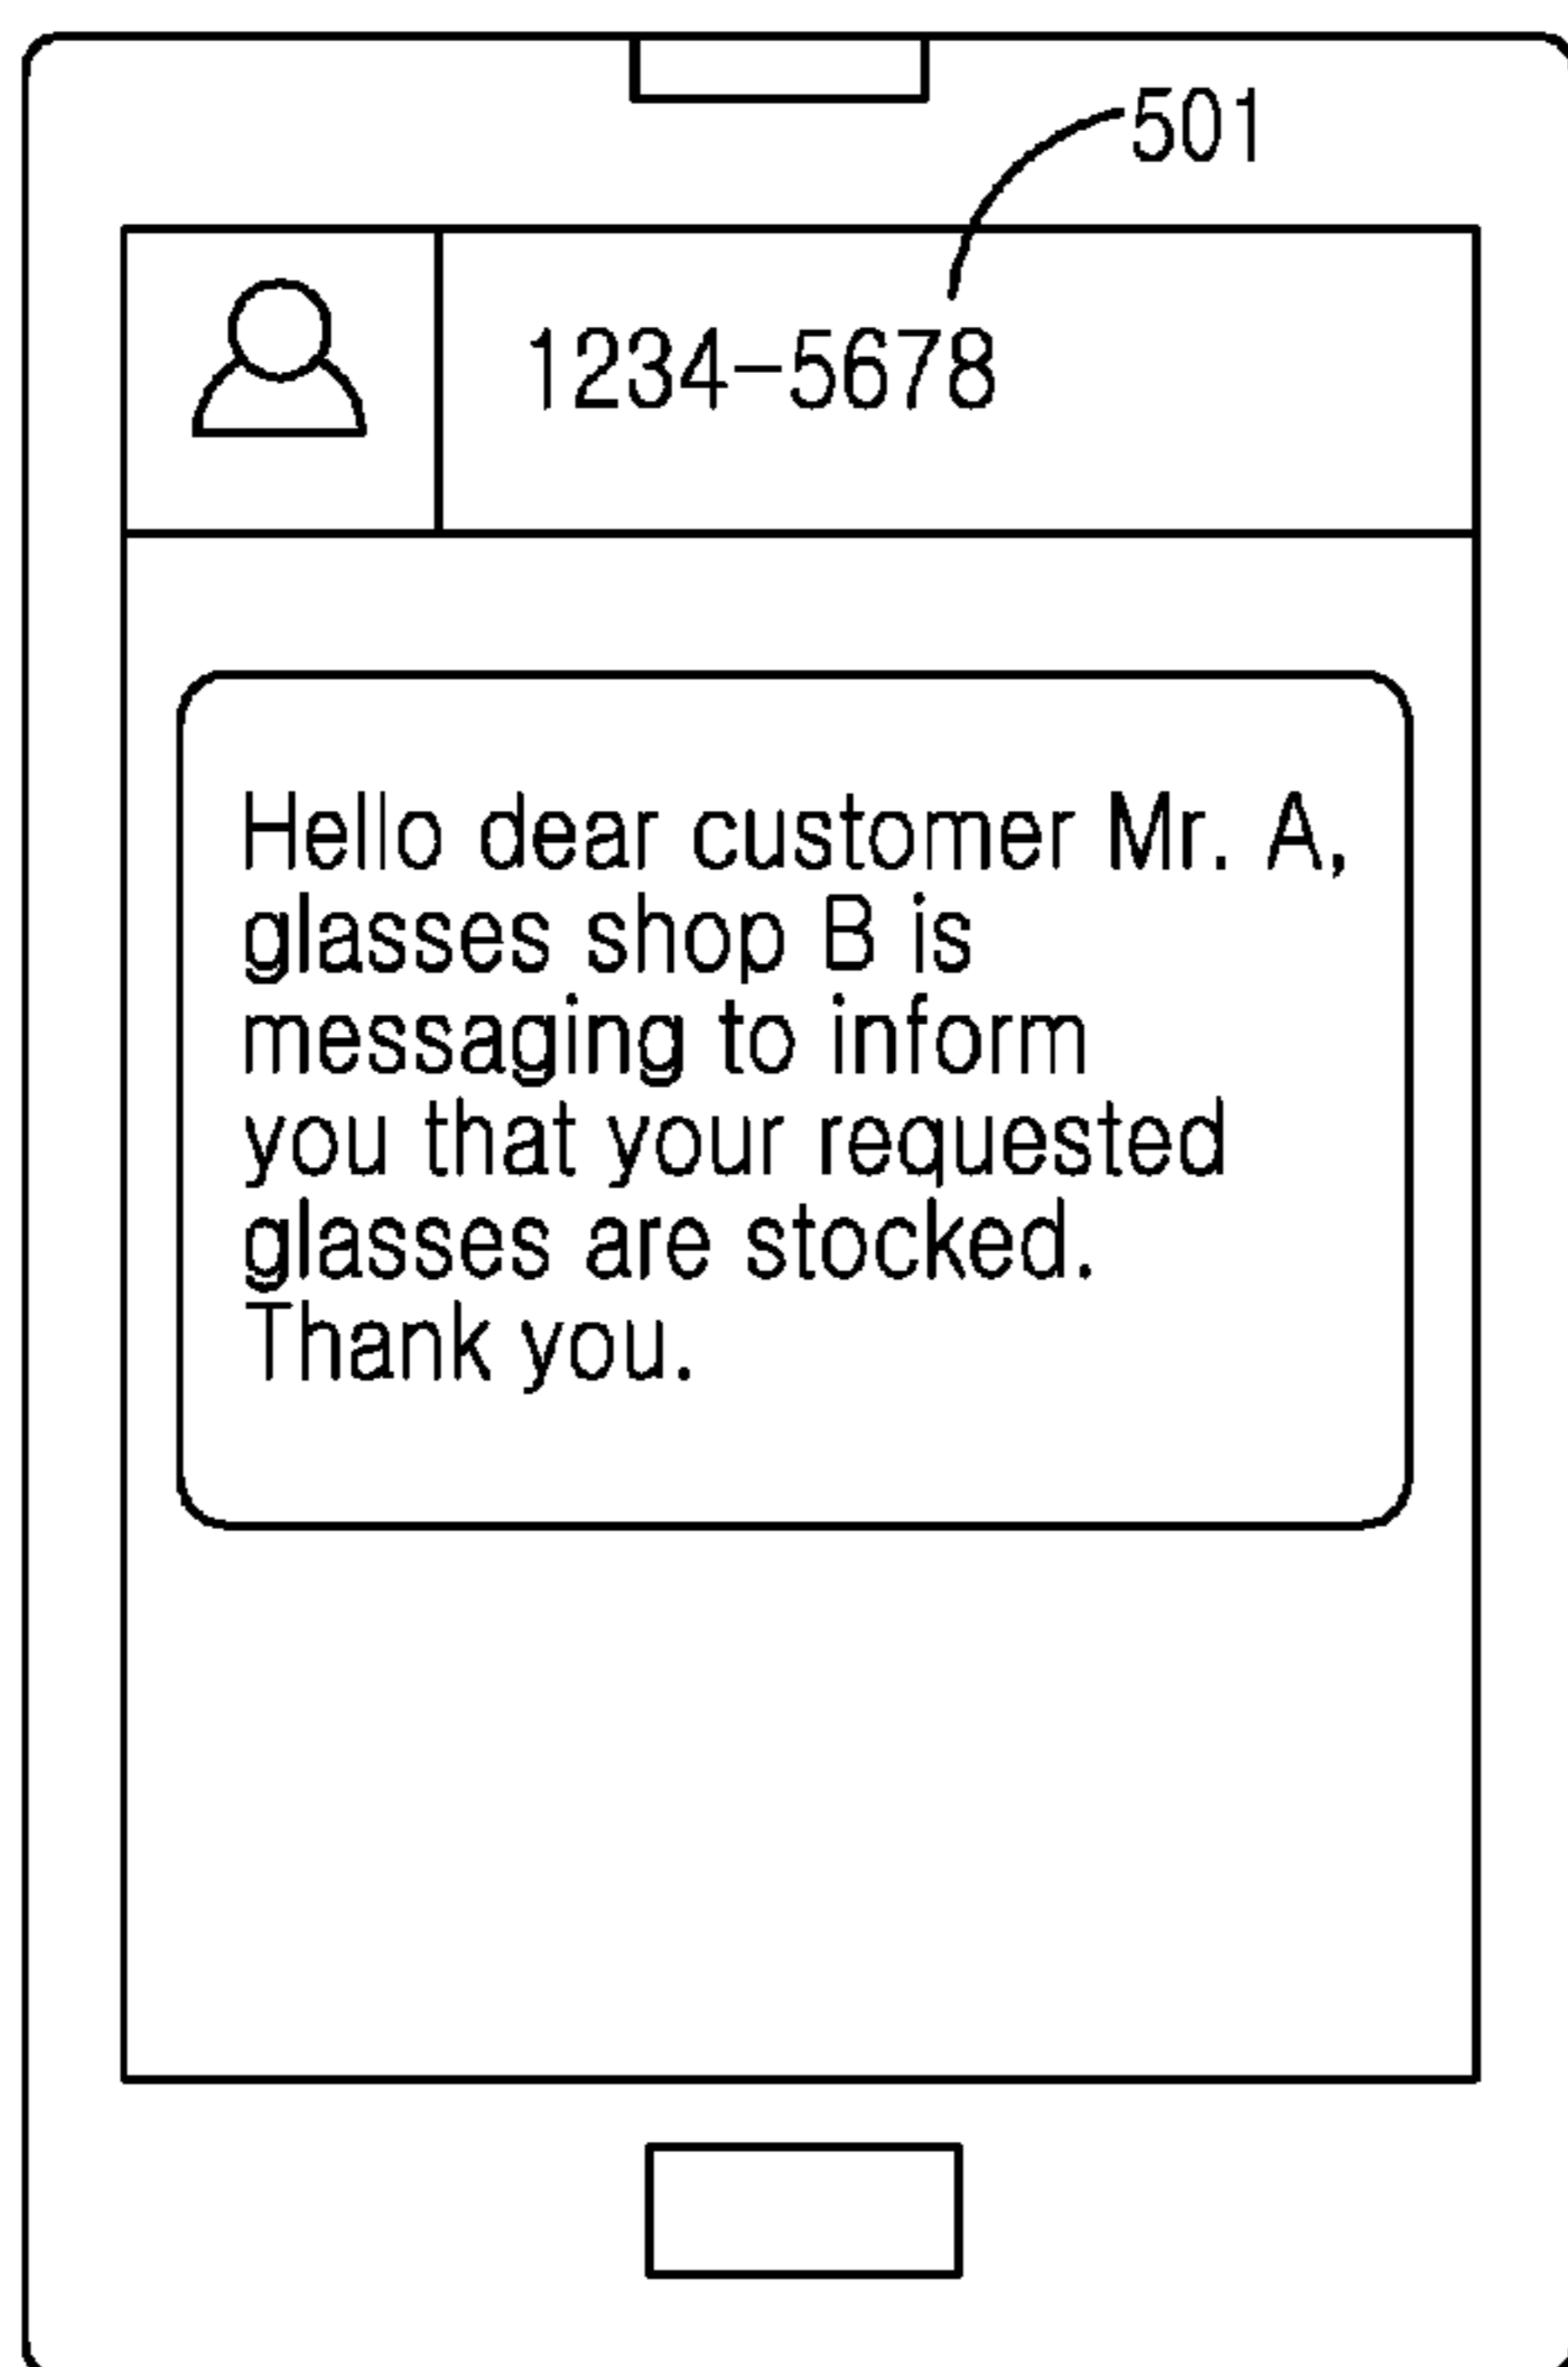 501
1234-5678
Hello dear customer Mr. A,
glasses shop B is
messaging to inform
you that your requested
glasses are stocked.
Thank you.